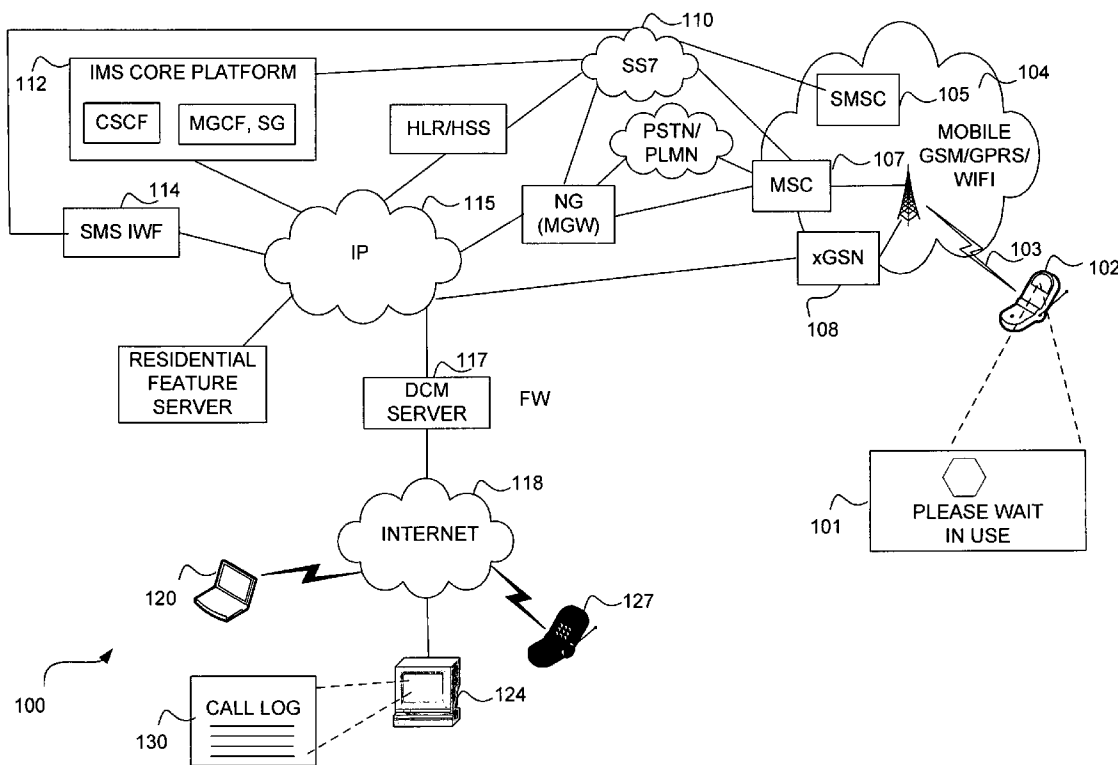 110
112
IMS CORE PLATFORM
CSCF
MGCF, SG
SS7
104
SMSC
105
HLR/HSS
PSTN/
PLMN
MOBILE
GSM/GPRS/
WIFI
107
MSC
114
SMS IWF
115
IP
NG
(MGW)
xGSN
108
103
102
RESIDENTIAL
FEATURE
SERVER
117
DCM
SERVER
FW
118
INTERNET
101
PLEASE WAIT
IN USE
120
127
124
100
130
CALL LOG